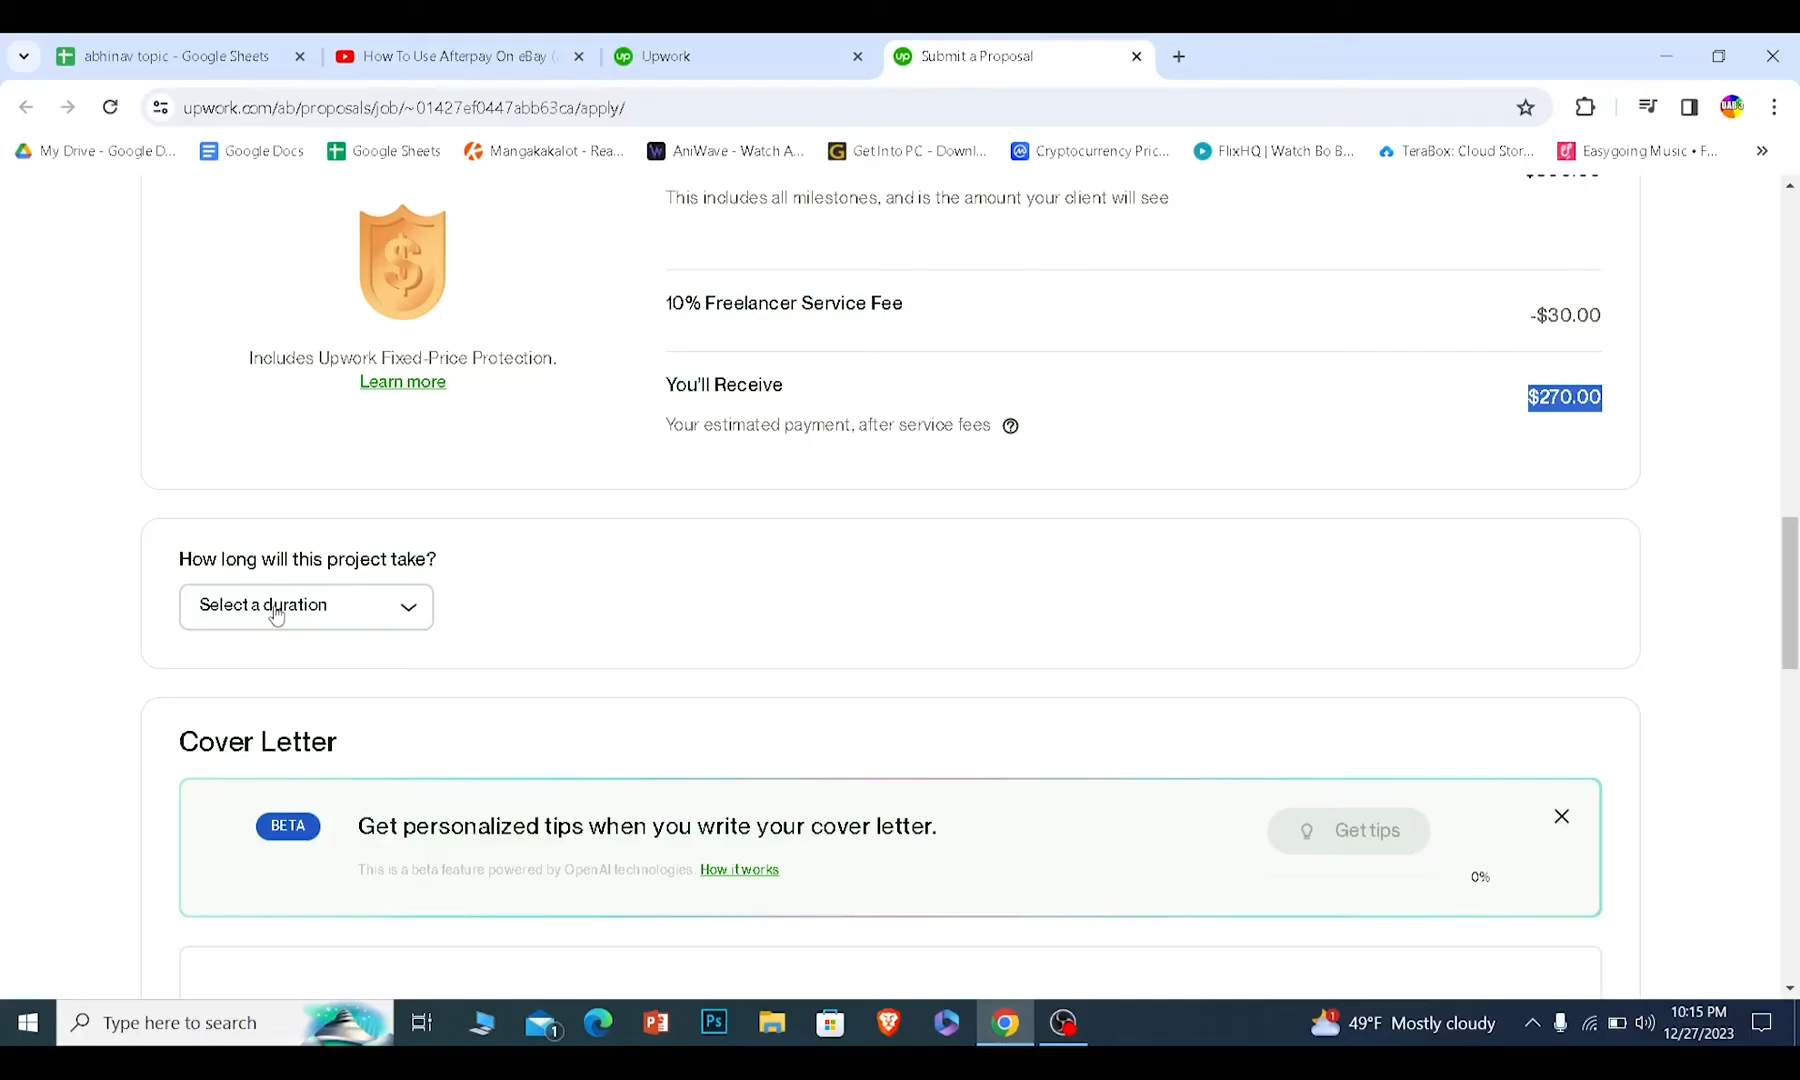 abhinav topic - Google Sheets
How To Use Afterpay On eBay (
Upwork
Submit a Proposal
upwork.com/ab/proposals/job/~01427ef0447abb63ca/apply/
My Drive - Google D...
Google Docs
Google Sheets
Mangakakalot - Rea...
AniWave - Watch A...
Get Into PC - Downl...
Cryptocurrency Pric...
FlixHQ | Watch Bo B...
TeraBox: Cloud Stor...
Easygoing Music • F...
This includes all milestones, and is the amount your client will see
10% Freelancer Service Fee
-$30.00
Includes Upwork Fixed-Price Protection.
Learn more
You'll Receive
$270.00
Your estimated payment, after service fees
How long will this project take?
Select a duration
Cover Letter
BETA
Get personalized tips when you write your cover letter.
Get tips
This is a beta feature powered by OpenAI technologies. How it works
0%
Type here to search
1
Ps
1
49°F Mostly cloudy
10:15 PM
12/27/2023